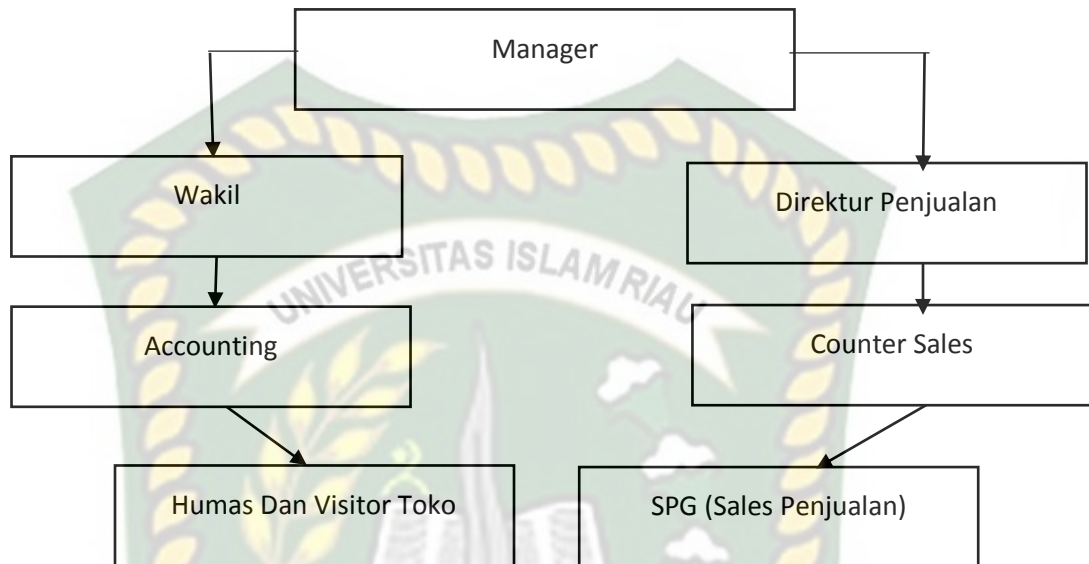 Manager
Wakil
Direktur Penjualan
UNIVERSITAS ISLAM RIAU
Accounting
Counter Sales
Humas Dan Visitor Toko
SPG (Sales Penjualan)